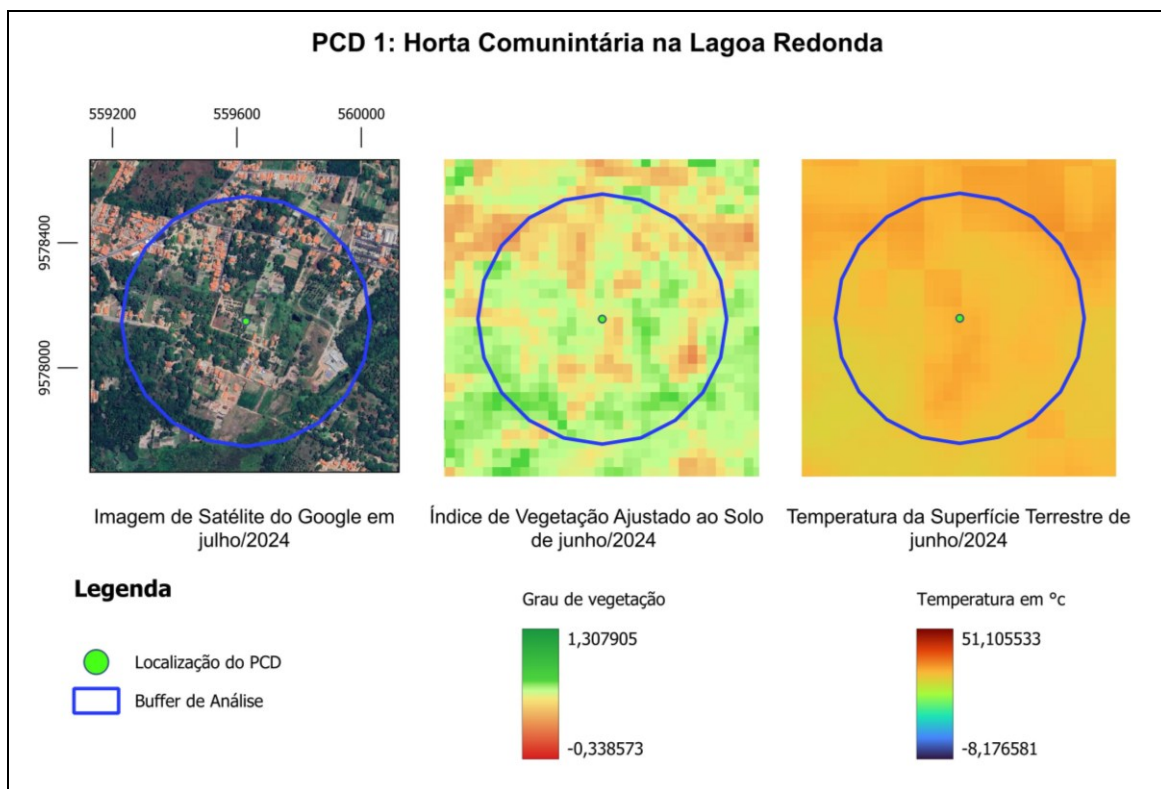 PCD 1: Horta Comunintária na Lagoa Redonda
559200 559600 560000
9578400
9578000
Imagem de Satélite do Google em
julho/2024
Índice de Vegetação Ajustado ao Solo
de junho/2024
Temperatura da Superfície Terrestre de
junho/2024
Legenda
Localização do PCD
Buffer de Análise
Grau de vegetação
1,307905
-0,338573
Temperatura em °c
51,105533
-8,176581